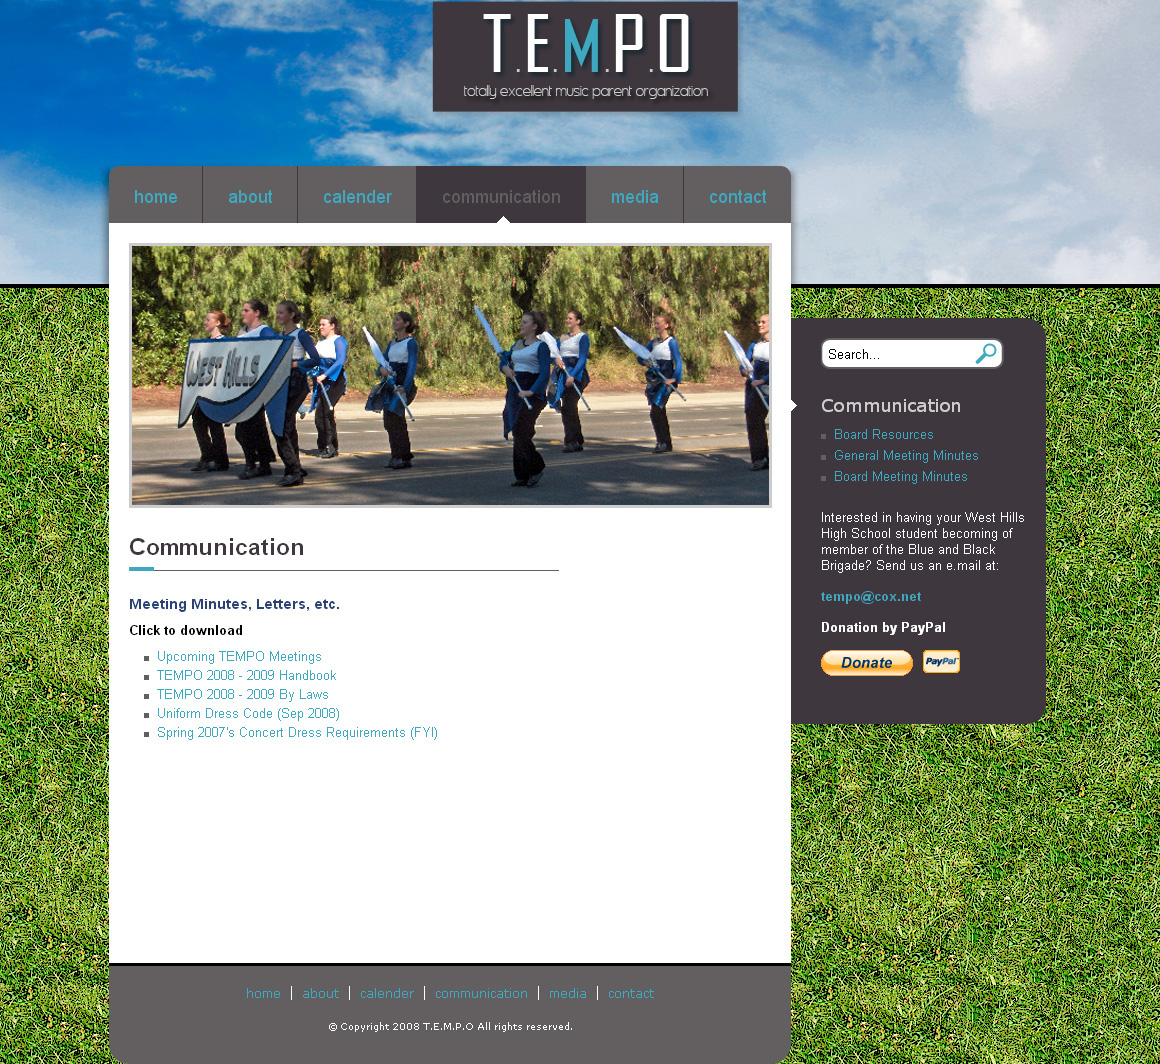 T.E.M.P.O
totally excellent music parent organization
home about calender communication media contact
WEST HILLS
Search...
Communication
Board Resources
General Meeting Minutes
Board Meeting Minutes
Interested in having your West Hills
High School student becoming of
member of the Blue and Black
Brigade? Send us an e.mail at:
tempo@cox.net
Donation by PayPal
Donate PayPal
Communication
Meeting Minutes, Letters, etc.
Click to download
Upcoming TEMPO Meetings
TEMPO 2008 - 2009 Handbook
TEMPO 2008 - 2009 By Laws
Uniform Dress Code (Sep 2008)
Spring 2007's Concert Dress Requirements (FYI)
home about calender communication media contact
© Copyright 2008 T.E.M.P.O All rights reserved.